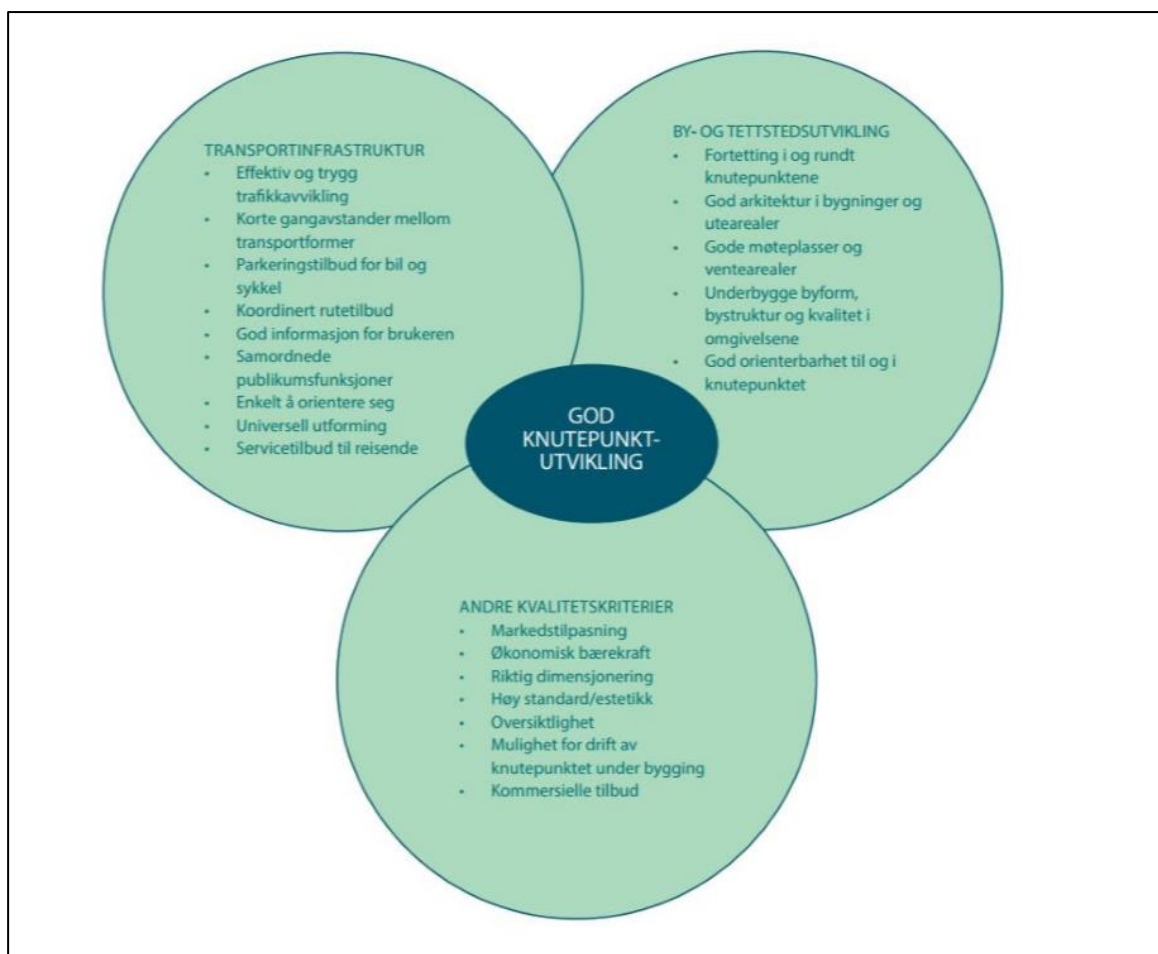 TRANSPORTINFRASTRUKTUR
• Effektiv og trygg
trafikkavvikling
• Korte gangavstander mellom
transportformer
• Parkeringstilbud for bil og
sykkel
• Koordinert rutetilbud
• God informasjon for brukeren
• Samordnede
publikumsfunksjoner
• Enkelt å orientere seg
• Universell utforming
• Servicetilbud til reisende
BY- OG TETTSTEDSUTVIKLING
• Fortetting i og rundt
knutepunktene
• God arkitektur i bygninger og
utearealer
• Gode møteplasser og
ventearealer
• Underbygge byform,
bystruktur og kvalitet i
omgivelsene
• God orienterbarhet til og i
knutepunktet
GOD
KNUTEPUNKT-
UTVIKLING
ANDRE KVALITETSKRITERIER
• Markedstilpasning
• Økonomisk bærekraft
• Riktig dimensjonering
• Høy standard/estetikk
• Oversiktlighet
• Mulighet for drift av
knutepunktet under bygging
• Kommersielle tilbud